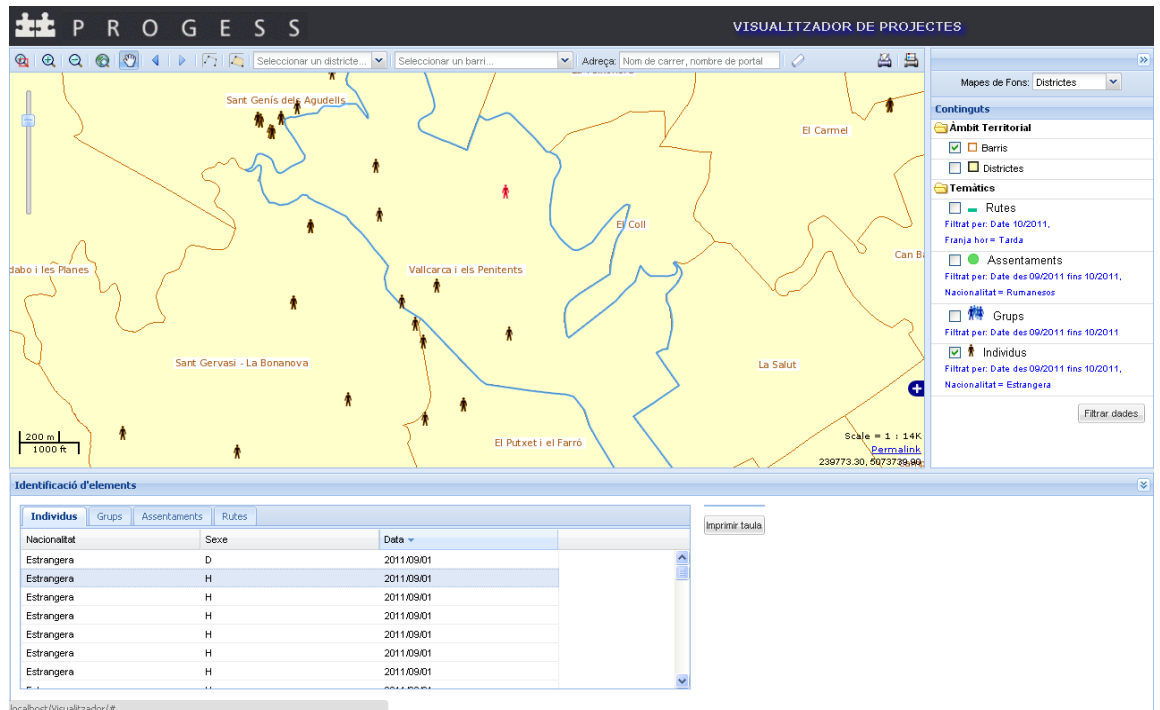 PROGESS
VISUALITZADOR DE PROJECTES
Seleccionar un districte...
Seleccionar un barri...
Adreça: Nom de carrer, nombre de portal
Mapes de Fons: Districtes
Continguts
Àmbit Territorial
Barris
Districtes
Temàtics
Rutes
Filtrat per: Date 10/2011,
Franja hor = Tarda
Assentaments
Filtrat per: Date des 09/2011 fins 10/2011,
Nacionalitat = Rumanesos
Grups
Filtrat per: Date des 09/2011 fins 10/2011
Individus
Filtrat per: Date des 09/2011 fins 10/2011,
Nacionalitat = Estrangera
Filtrar dades
Sant Genís dels Agudells
El Carmel
El Coll
Can
dabo i les Planes
Vallcarca i els Penitents
Sant Gervasi - La Bonanova
La Salut
El Putxet i el Farró
200 m
1000 ft
Scale = 1 : 14K
Permalink
239773.30, 5073739.90
Identificació d'elements
Individus Grups Assentaments Rutes
Imprimir taula
Nacionalitat Sexe Data
Estrangera D 2011/09/01
Estrangera H 2011/09/01
Estrangera H 2011/09/01
Estrangera H 2011/09/01
Estrangera H 2011/09/01
Estrangera H 2011/09/01
Estrangera H 2011/09/01
localhost/Visualitzador/#